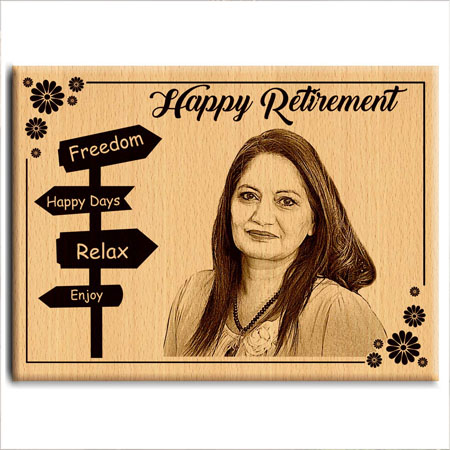 Happy Retirement
Freedom
Happy Days
Relax
Enjoy